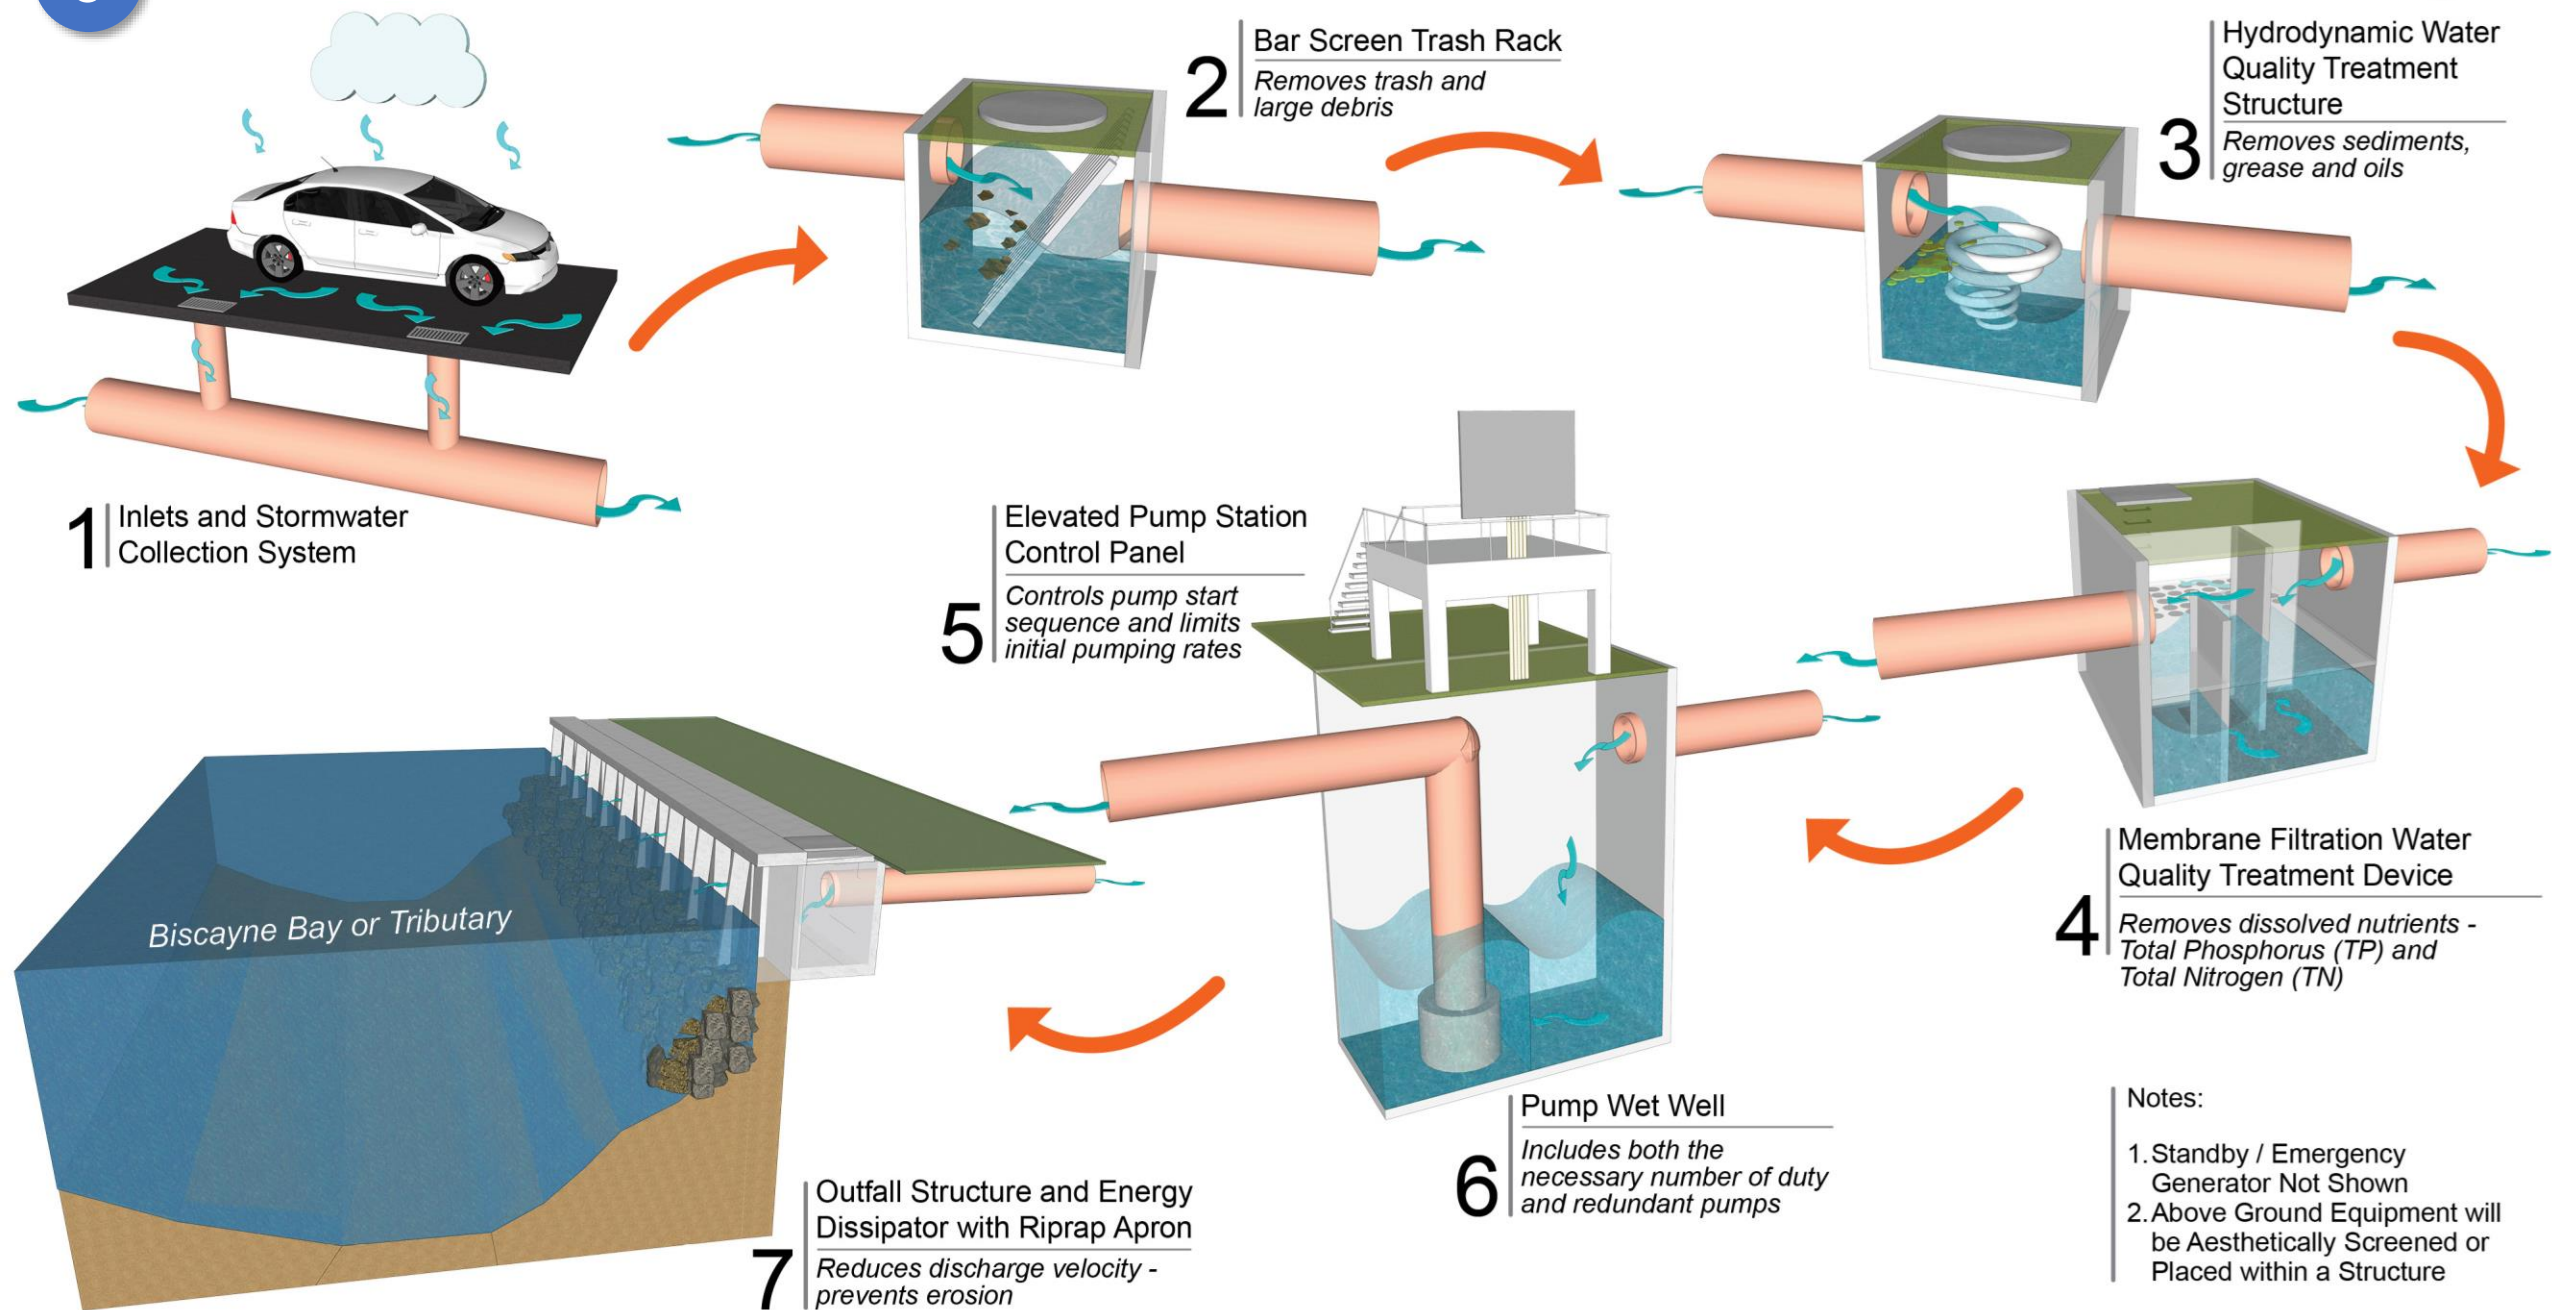 1
Inlets and Stormwater
Collection System
2
Bar Screen Trash Rack
Removes trash and
large debris
3
Hydrodynamic Water
Quality Treatment
Structure
Removes sediments,
grease and oils
4
Membrane Filtration Water
Quality Treatment Device
Removes dissolved nutrients -
Total Phosphorus (TP) and
Total Nitrogen (TN)
5
Elevated Pump Station
Control Panel
Controls pump start
sequence and limits
initial pumping rates
6
Pump Wet Well
Includes both the
necessary number of duty
and redundant pumps
7
Outfall Structure and Energy
Dissipator with Riprap Apron
Reduces discharge velocity -
prevents erosion
Biscayne Bay or Tributary
Notes:
1. Standby / Emergency
Generator Not Shown
2. Above Ground Equipment will
be Aesthetically Screened or
Placed within a Structure